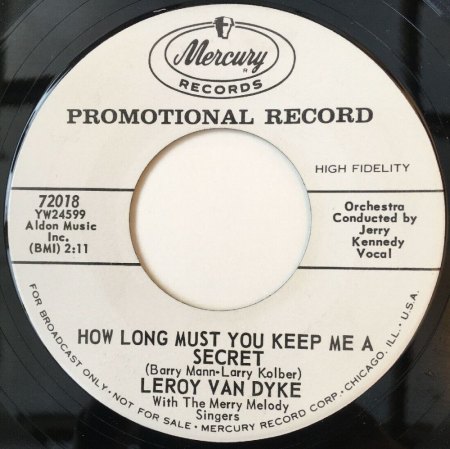 Mercury
RECORDS
PROMOTIONAL RECORD
HIGH FIDELITY
72018
YW24599
Aldon Music
Inc.
(BMI) 2:11
Orchestra
Conducted by
Jerry
Kennedy
Vocal
HOW LONG MUST YOU KEEP ME A
SECRET
(Barry Mann-Larry Kolber)
LEROY VAN DYKE
With The Merry Melody
Singers
FOR BROADCAST ONLY. NOT FOR SALE - MERCURY RECORD CORP. - CHICAGO, ILL. - U.S.A.